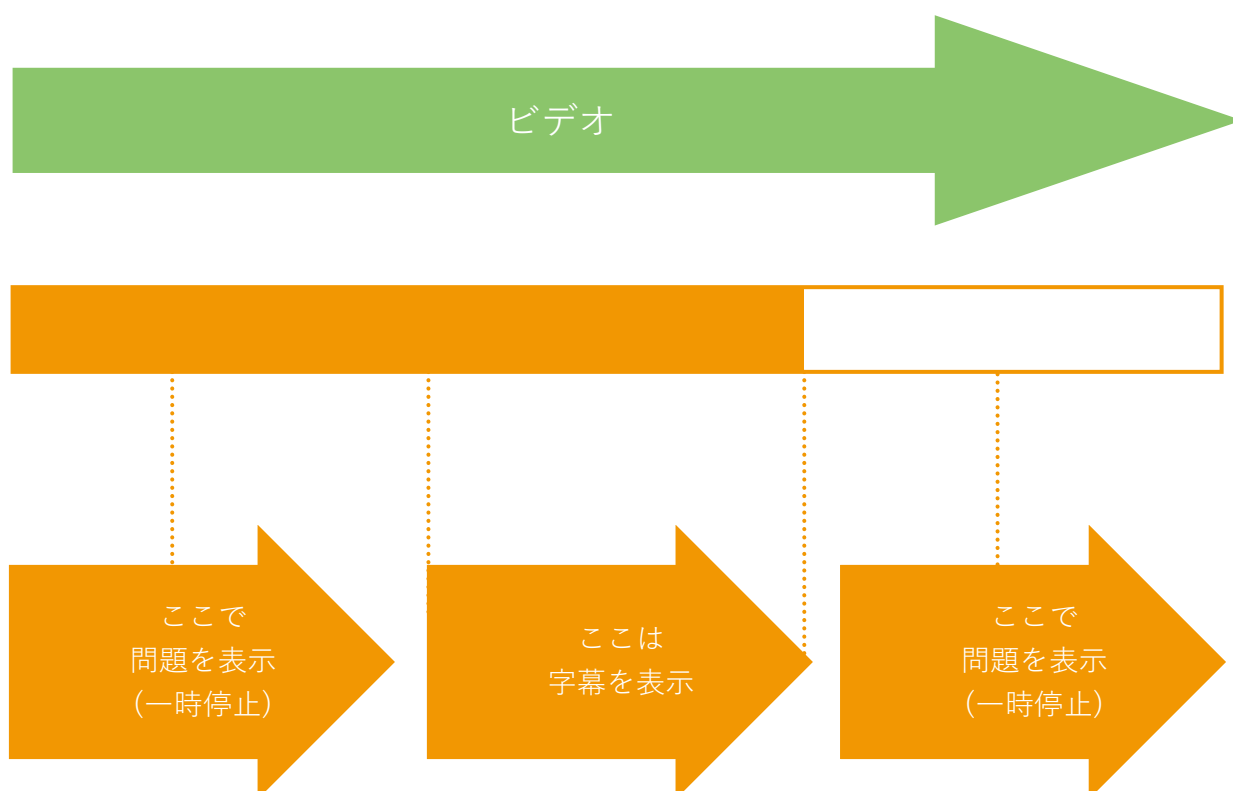 ビデオ
ここで
問題を表示
(一時停止)
ここは
字幕を表示
ここで
問題を表示
(一時停止)